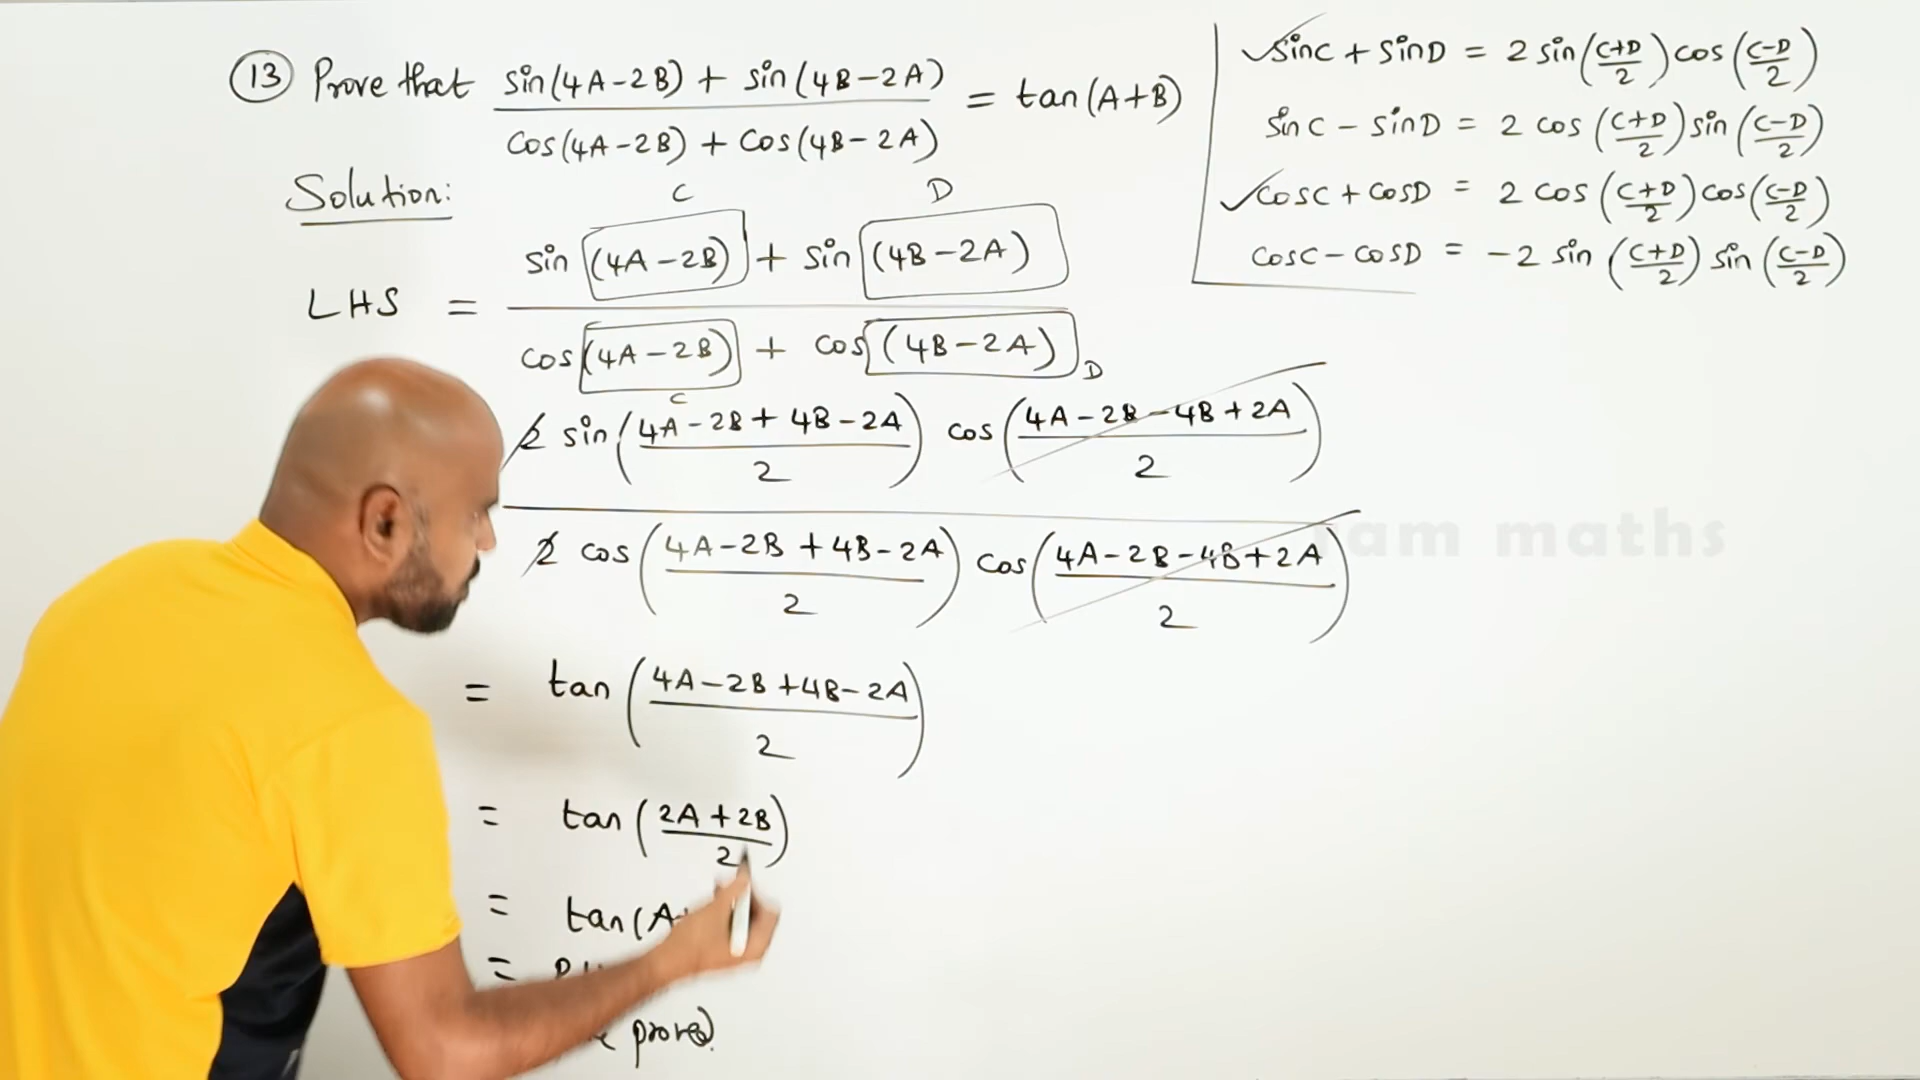 13 Prove that sin(4A-2B) + sin(4B-2A) / cos(4A-2B) + cos(4B-2A) = tan(A+B)
Solution:
C D
LHS = sin (4A-2B) + sin (4B-2A) / cos (4A-2B) + cos (4B-2A)
C D
2 sin (4A-2B+4B-2A / 2) cos (4A-2B-4B+2A / 2)
2 cos (4A-2B+4B-2A / 2) cos (4A-2B-4B+2A / 2)
= tan (4A-2B+4B-2A / 2)
= tan (2A+2B / 2)
= tan(A+
=
proved.
✓ sinC + sinD = 2 sin (C+D / 2) cos (C-D / 2)
sinC - sinD = 2 cos (C+D / 2) sin (C-D / 2)
✓ cosC + cosD = 2 cos (C+D / 2) cos (C-D / 2)
cosC - cosD = -2 sin (C+D / 2) sin (C-D / 2)
ram maths